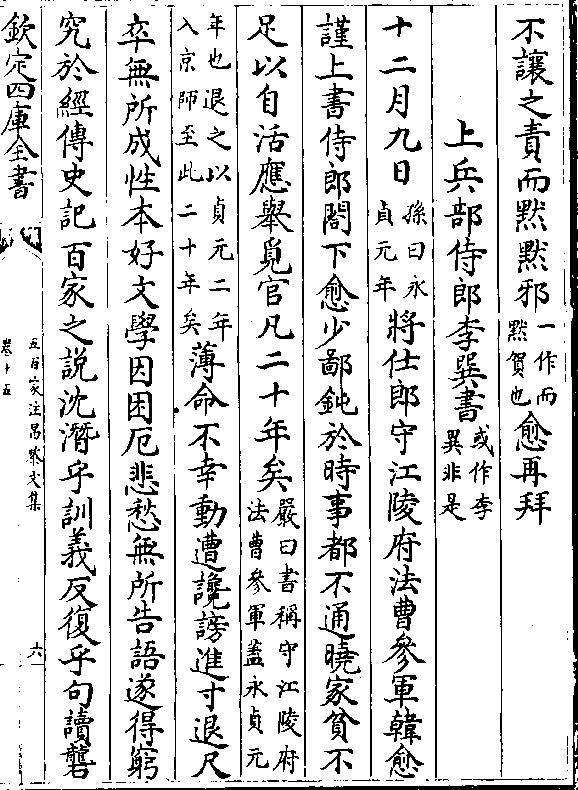 不讓之責而默默邪一作而默賀也愈再拜
上兵部侍郎李巽書或作李異非是
十二月九日孫曰永貞元年將仕郎守江陵府法曹參軍韓愈
謹上書侍郎閤下愈少鄙鈍於時事都不通曉家貧不
足以自活應舉覓官凡二十年矣嚴曰書稱守江陵府法曹參軍蓋永貞元
年也退之以貞元二年入京師至此二十年矣薄命不幸動遭讒謗進寸退尺
卒無所成性本好文學因困厄悲愁無所告語遂得窮
究於經傳史記百家之說沈潛乎訓義反復乎句讀礱
欽定四庫全書
五百家注昌黎文集
卷十五
六